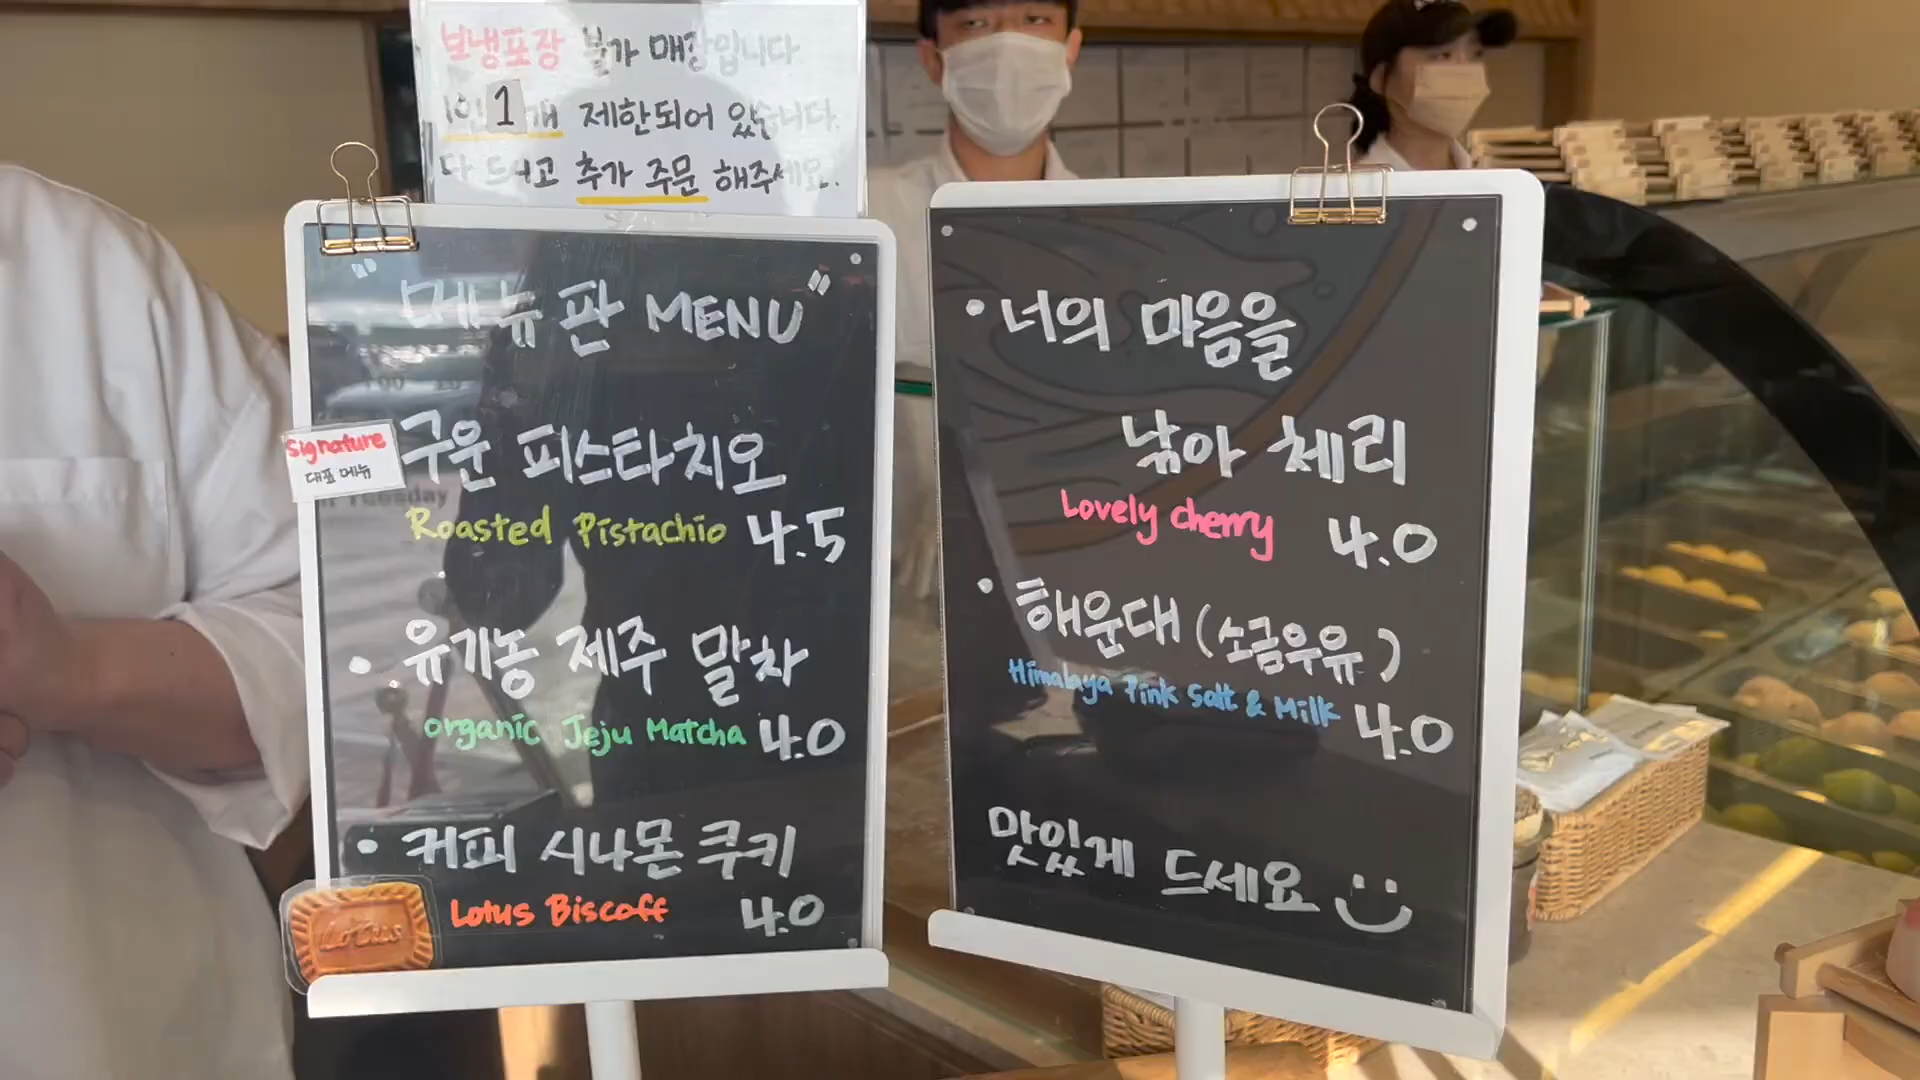 보냉포장 불가 매장입니다.
1인 1개 제한되어 있습니다.
다 드시고 추가 주문 해주세요.
"메뉴판 MENU"
Signature
대표 메뉴
구운 피스타치오
Roasted Pistachio 4.5
• 유기농 제주 말차
organic Jeju Matcha 4.0
• 커피 시나몬 쿠키
Lotus Biscoff 4.0
Lotus
• 너의 마음을
낚아 체리
Lovely cherry 4.0
• 해운대 (소금우유)
Himalaya Pink Salt & Milk 4.0
맛있게 드세요